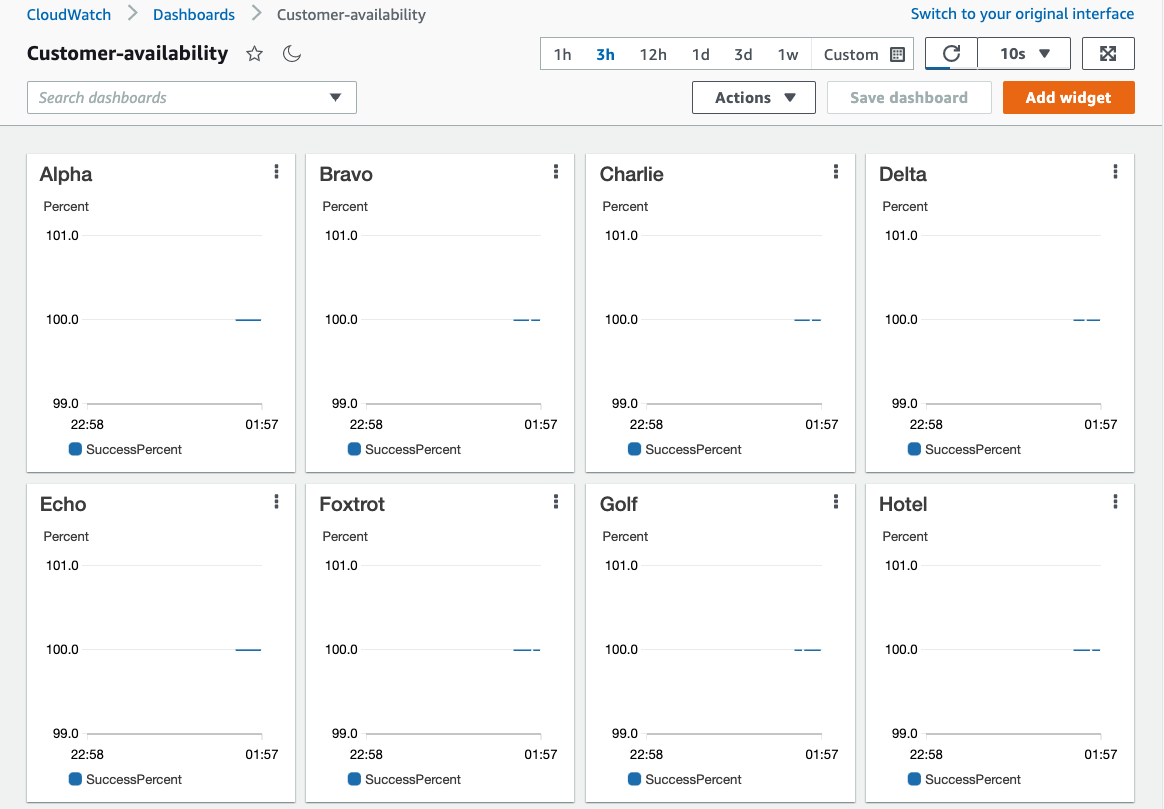 CloudWatch > Dashboards > Customer-availability
Switch to your original interface
Customer-availability
1h 3h 12h 1d 3d 1w Custom
10s
Search dashboards
Actions
Save dashboard
Add widget
Alpha
Percent
101.0
100.0
99.0
22:58 01:57
SuccessPercent
Bravo
Percent
101.0
100.0
99.0
22:58 01:57
SuccessPercent
Charlie
Percent
101.0
100.0
99.0
22:58 01:57
SuccessPercent
Delta
Percent
101.0
100.0
99.0
22:58 01:57
SuccessPercent
Echo
Percent
101.0
100.0
99.0
22:58 01:57
SuccessPercent
Foxtrot
Percent
101.0
100.0
99.0
22:58 01:57
SuccessPercent
Golf
Percent
101.0
100.0
99.0
22:58 01:57
SuccessPercent
Hotel
Percent
101.0
100.0
99.0
22:58 01:57
SuccessPercent